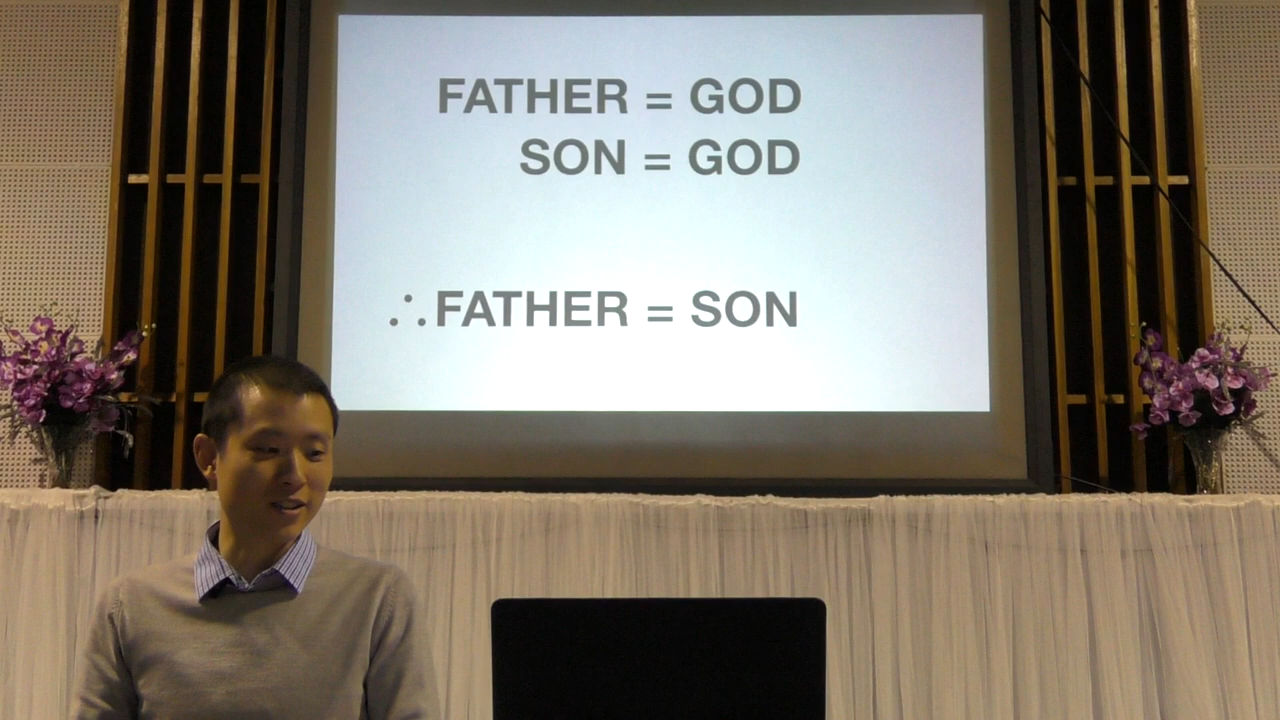 FATHER = GOD
SON = GOD
∴FATHER = SON